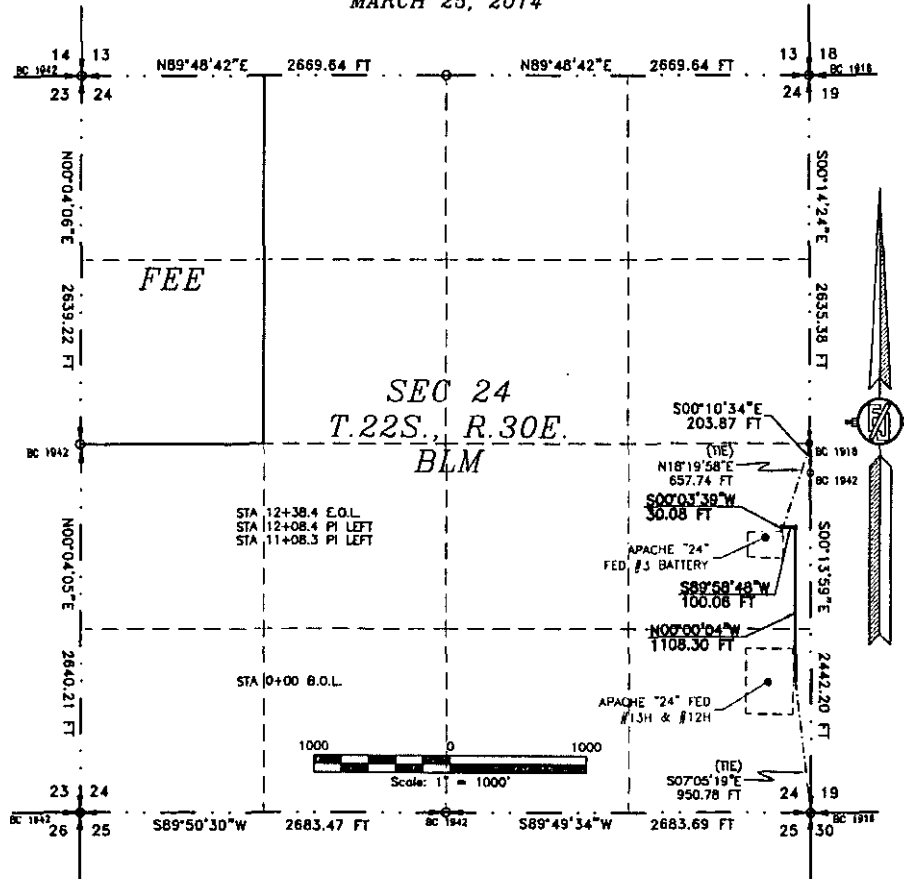 MARCH 25, 2014
14 13
BC 1942
23 24
N89°48'42"E 2669.64 FT
N89°48'42"E 2669.64 FT
13 18
BC 1918
24 19
N00°04'06"E
2639.22 FT
S00°14'24"E
2635.38 FT
FEE
SEC 24
T.22S., R.30E.
BLM
BC 1942
S00°10'34"E
203.87 FT
BC 1918
(TIE)
N18°19'58"E
657.74 FT
BC 1942
S00°03'39"W
30.08 FT
STA 12+38.4 E.O.L.
STA 12+08.4 PI LEFT
STA 11+08.3 PI LEFT
APACHE "24"
FED #3 BATTERY
S89°58'48"W
100.06 FT
N00°00'04"W
1108.30 FT
N00°04'05"E
2640.21 FT
S00°13'59"E
2442.20 FT
STA 0+00 B.O.L.
APACHE "24" FED
#13H & #12H
1000 0 1000
Scale: 1" = 1000'
(TIE)
S07°05'19"E
950.78 FT
23 24
BC 1942
26 25
S89°50'30"W 2683.47 FT
BC 1942
S89°49'34"W 2683.69 FT
24 19
BC 1918
25 30